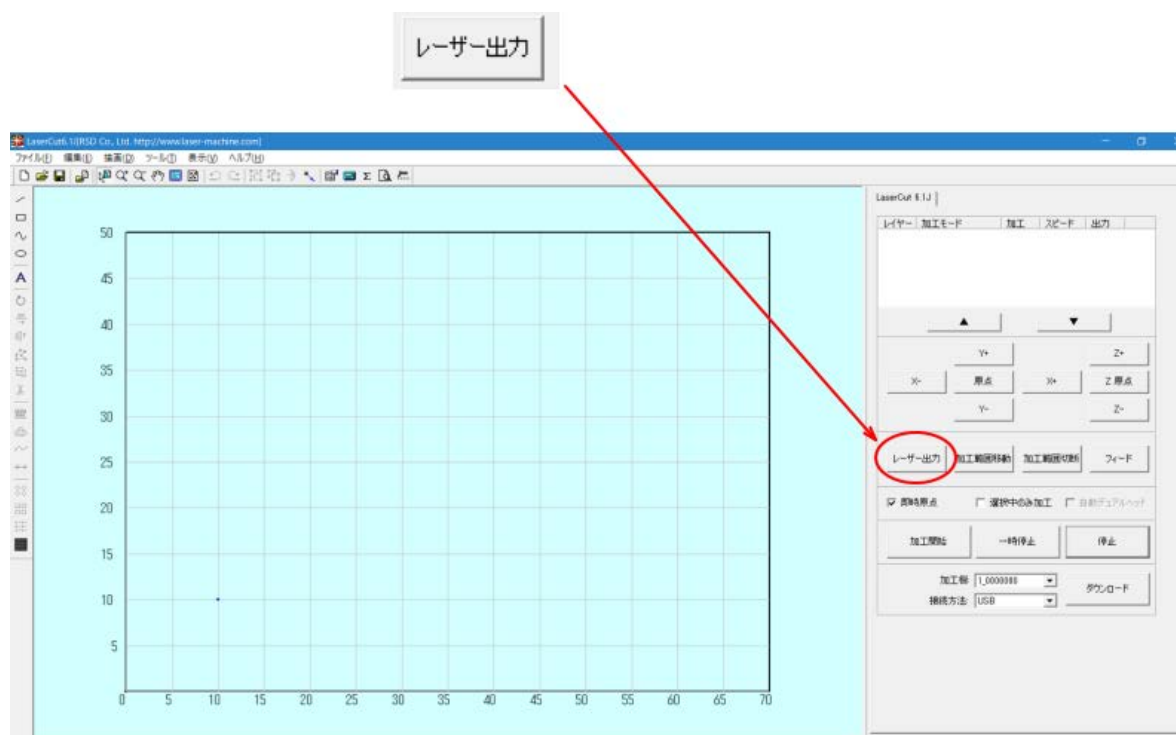 レーザー出力
LaserCut6.1J[RSD Co., Ltd. http://www.laser-machine.com]
ファイル(F) 編集(E) 描画(D) ツール(T) 表示(V) ヘルプ(H)
LaserCut 6.1J
レイヤー 加工モード 加工 スピード 出力
▲ ▼
Y+ Z+
X- 原点 X+ Z 原点
Y- Z-
レーザー出力 加工範囲移動 加工範囲切断 フィード
即時原点 選択中のみ加工 自動デュアルヘッド
加工開始 一時停止 停止
加工機: 1_0000000
ダウンロード
接続方法: USB
A
Σ
50
45
40
35
30
25
20
15
10
5
0 5 10 15 20 25 30 35 40 45 50 55 60 65 70